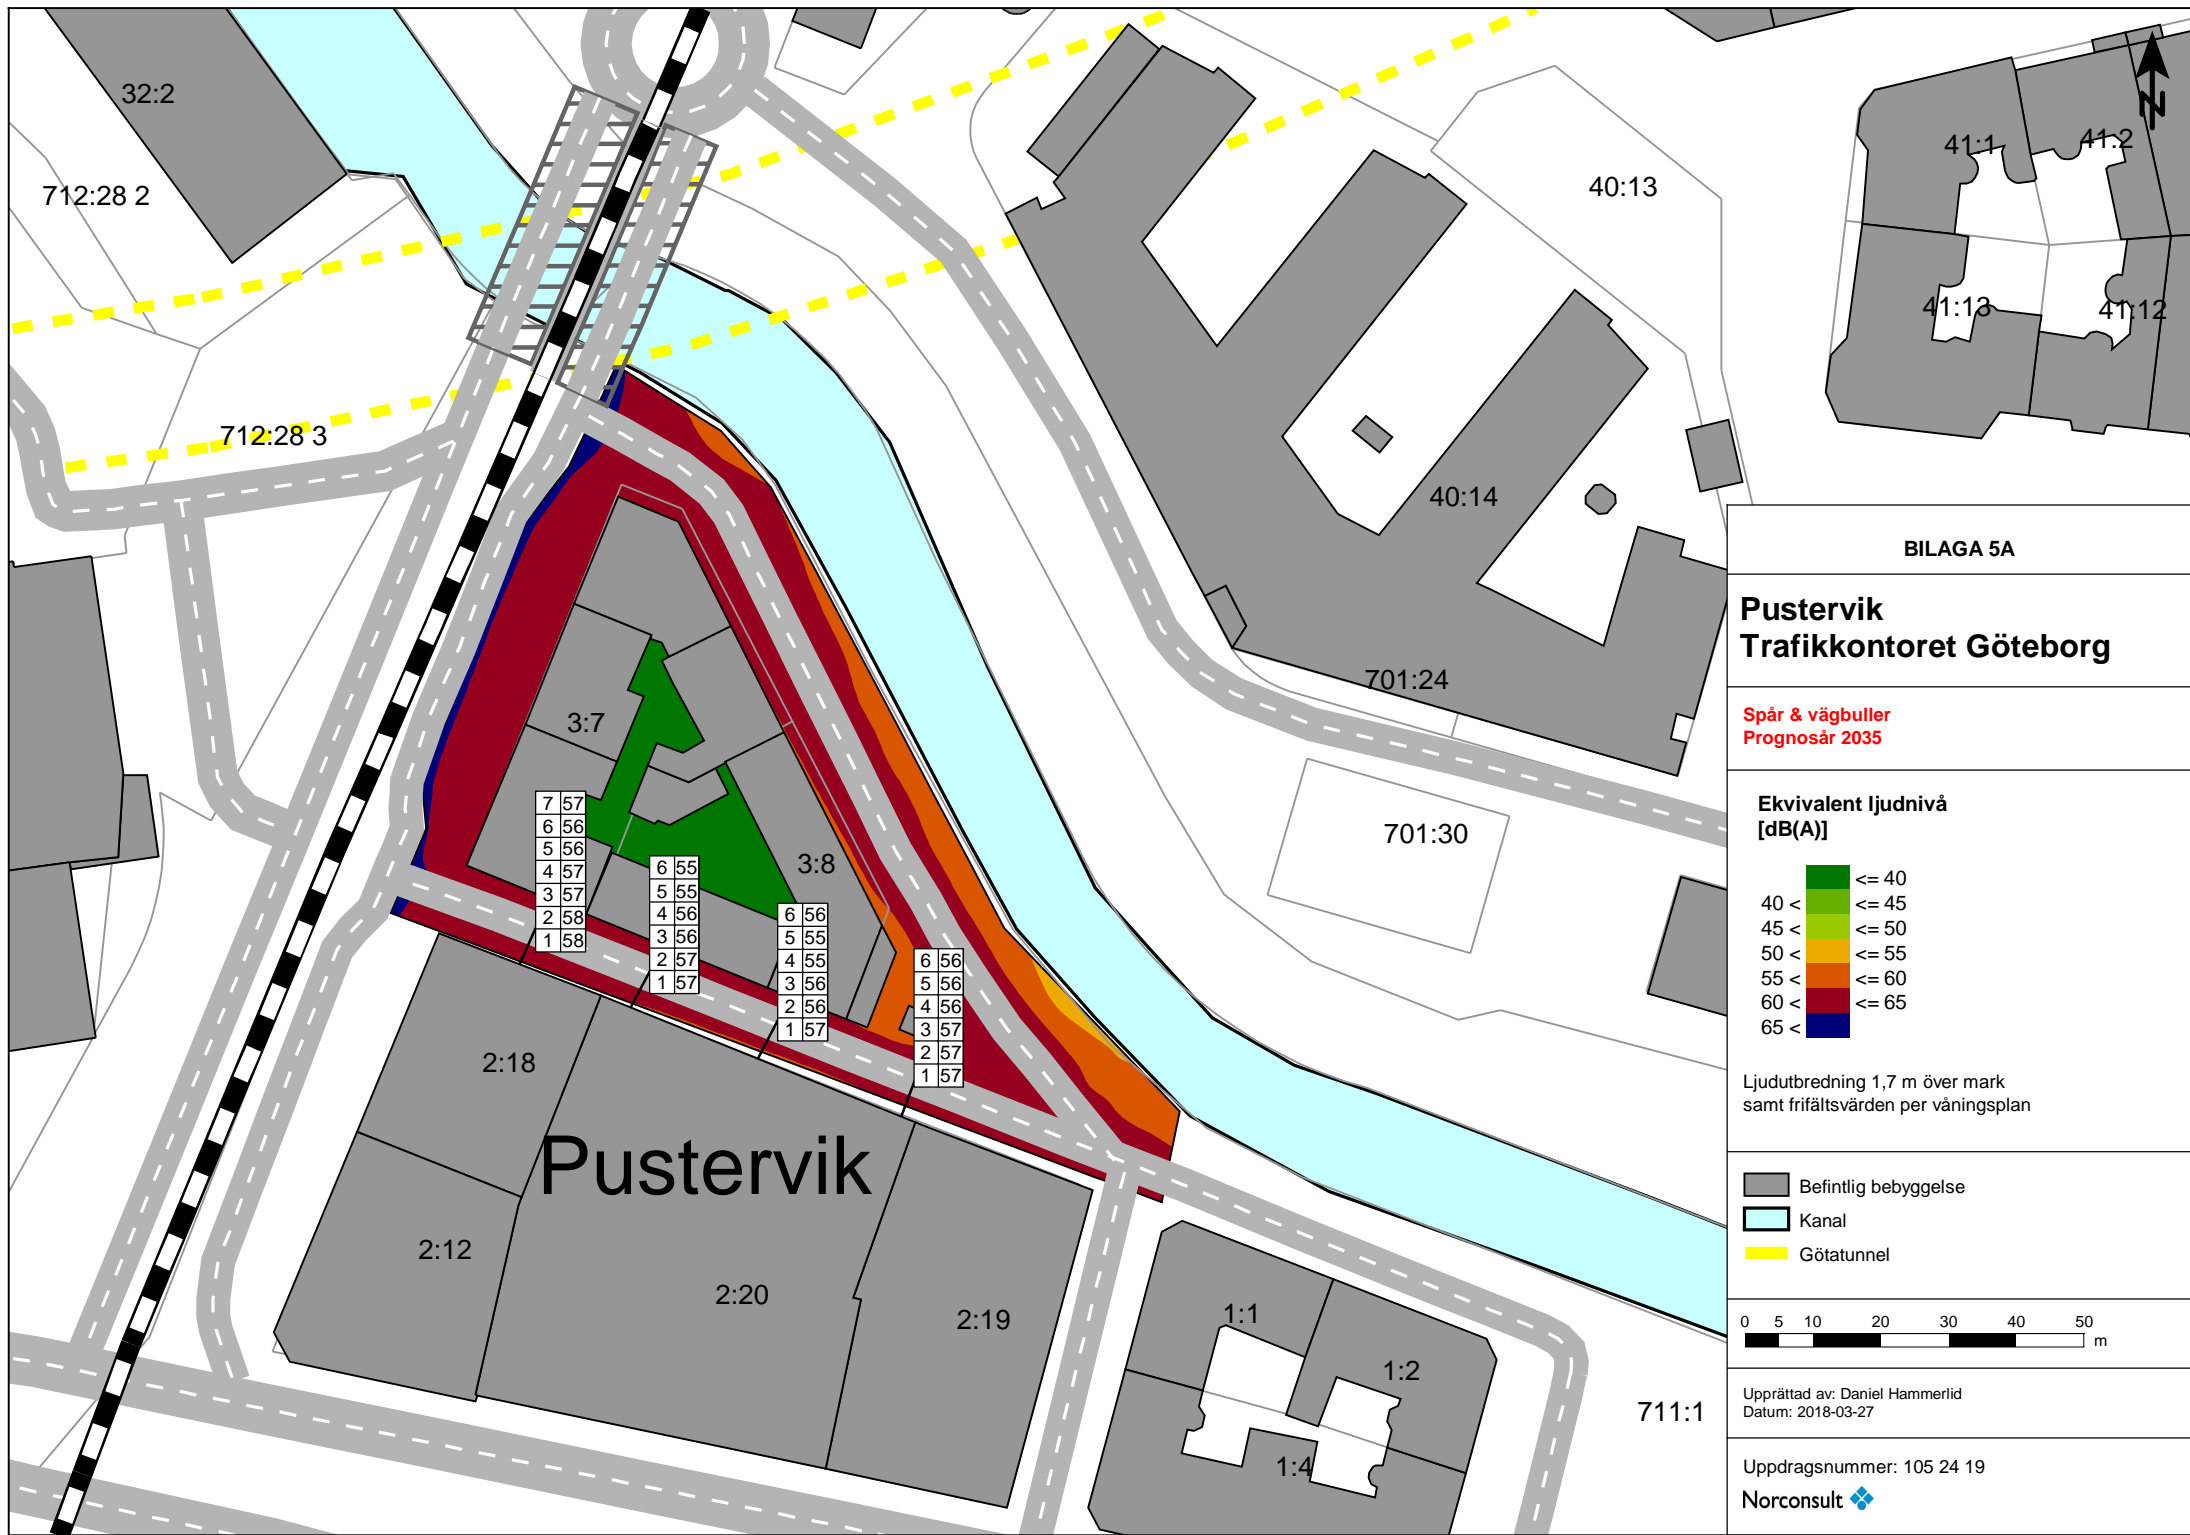 32:2
712:28 2
712:28 3
40:13
41:1
41:2
41:13
41:12
40:14
701:24
701:30
3:7
3:8
7 57
6 56
5 56
4 57
3 57
2 58
1 58
6 55
5 55
4 56
3 56
2 57
1 57
6 56
5 55
4 55
3 56
2 56
1 57
6 56
5 56
4 56
3 57
2 57
1 57
2:18
Pustervik
2:12
2:20
2:19
1:1
1:2
1:4
711:1
N
BILAGA 5A
Pustervik
Trafikkontoret Göteborg
Spår & vägbuller
Prognosår 2035
Ekvivalent ljudnivå
[dB(A)]
<= 40
40 < <= 45
45 < <= 50
50 < <= 55
55 < <= 60
60 < <= 65
65 <
Ljudutbredning 1,7 m över mark
samt frifältsvärden per våningsplan
Befintlig bebyggelse
Kanal
Götatunnel
0 5 10 20 30 40 50
m
Upprättad av: Daniel Hammerlid
Datum: 2018-03-27
Uppdragsnummer: 105 24 19
Norconsult